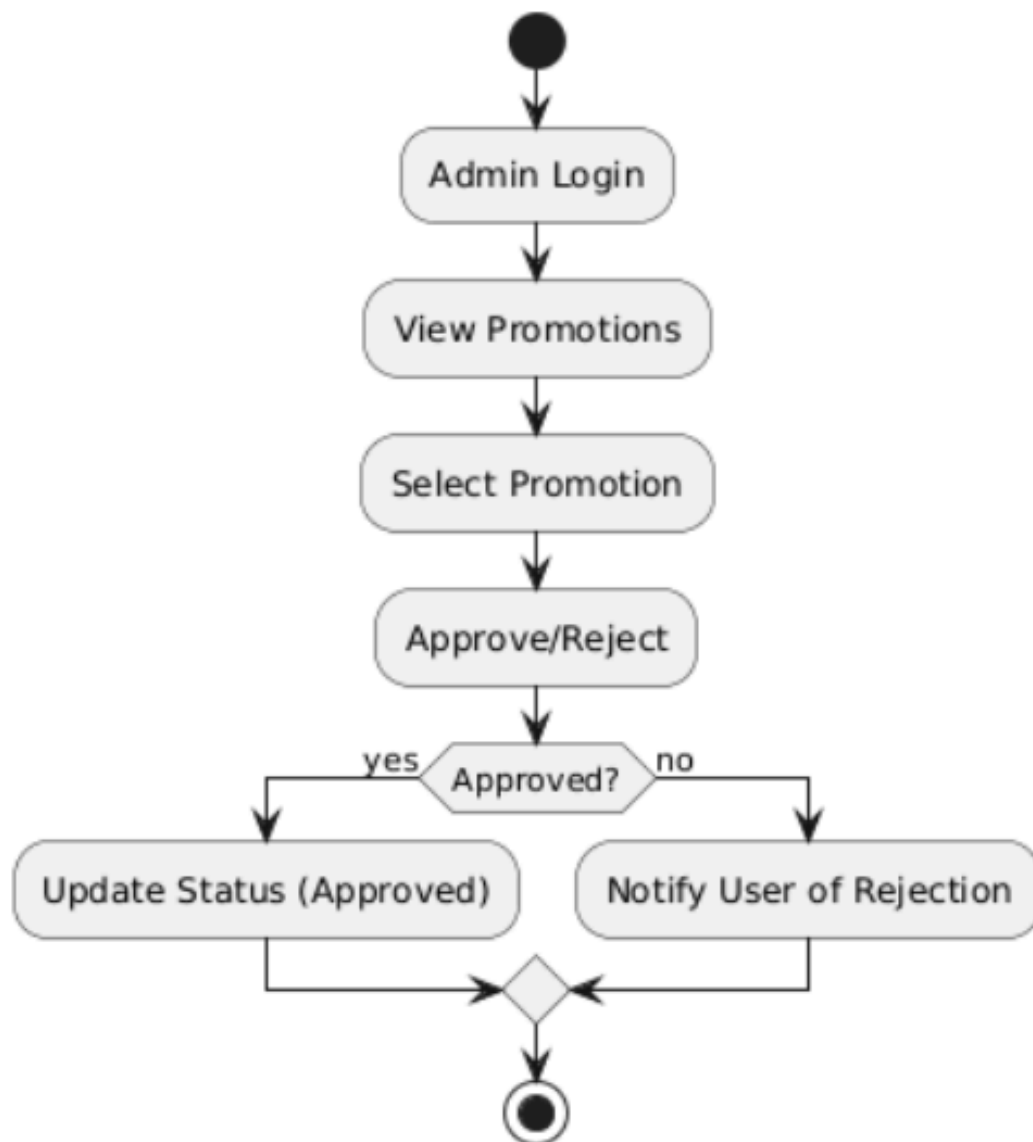 Admin Login
View Promotions
Select Promotion
Approve/Reject
yes
Approved?
no
Update Status (Approved)
Notify User of Rejection